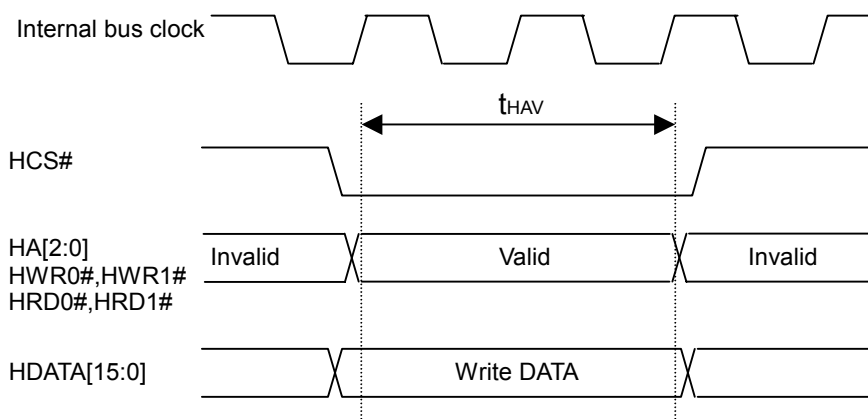 Internal bus clock
tHAV
HCS#
HA[2:0]
HWR0#,HWR1#
HRD0#,HRD1#
Invalid
Valid
Invalid
HDATA[15:0]
Write DATA